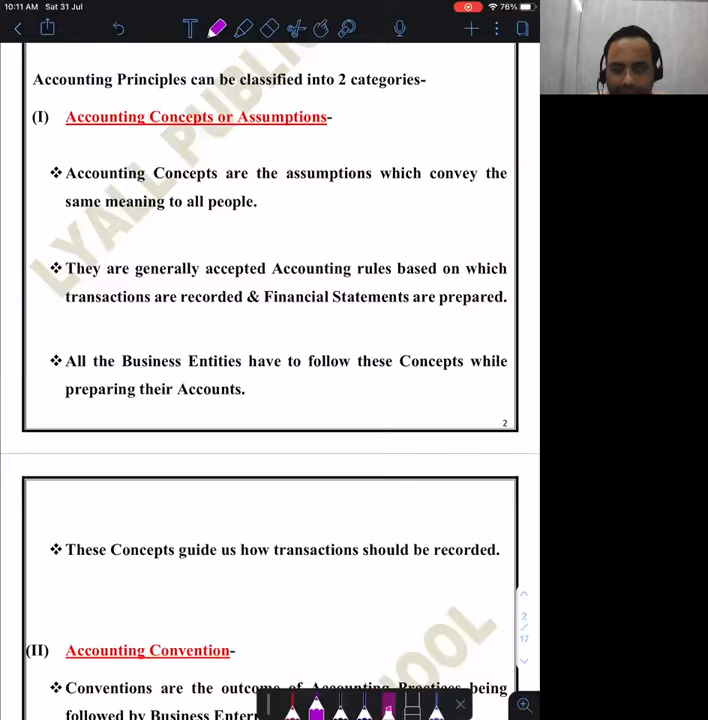 10:11 AM Sat 31 Jul
76%
Accounting Principles can be classified into 2 categories-
(I) Accounting Concepts or Assumptions-
❖ Accounting Concepts are the assumptions which convey the
same meaning to all people.
❖ They are generally accepted Accounting rules based on which
transactions are recorded & Financial Statements are prepared.
❖ All the Business Entities have to follow these Concepts while
preparing their Accounts.
2
❖ These Concepts guide us how transactions should be recorded.
2
/
17
(II) Accounting Convention-
❖ Conventions are the outcome of Accounting Practices being
followed by Business
LYALL PUBLIC